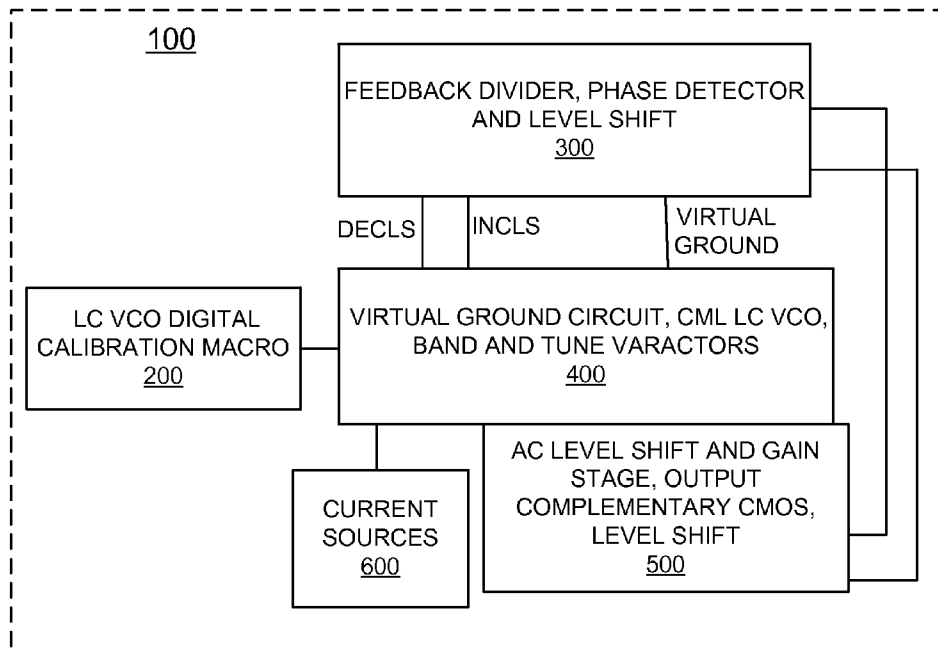 100
FEEDBACK DIVIDER, PHASE DETECTOR
AND LEVEL SHIFT
300
DECLS
INCLS
VIRTUAL
GROUND
LC VCO DIGITAL
CALIBRATION MACRO
200
VIRTUAL GROUND CIRCUIT, CML LC VCO,
BAND AND TUNE VARACTORS
400
AC LEVEL SHIFT AND GAIN
STAGE, OUTPUT
COMPLEMENTARY CMOS,
LEVEL SHIFT
500
CURRENT
SOURCES
600